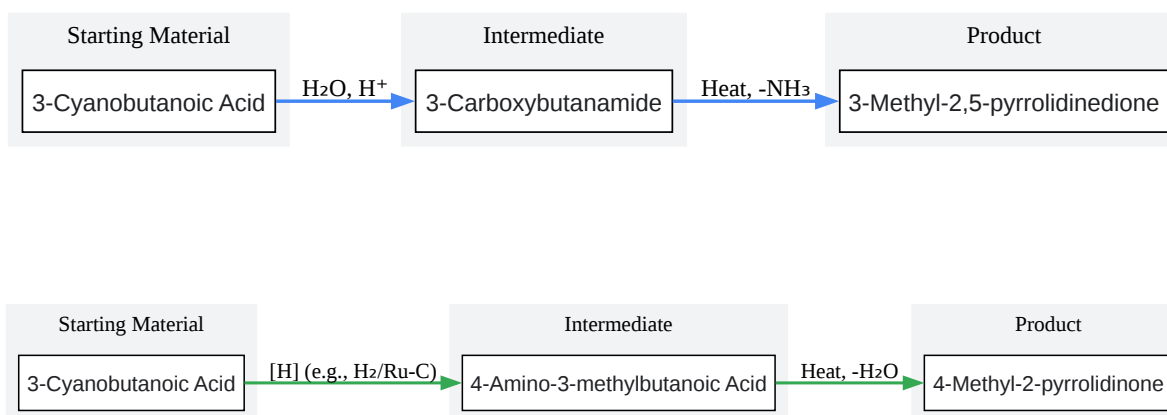 Starting Material
Intermediate
Product
3-Cyanobutanoic Acid
H₂O, H⁺
3-Carboxybutanamide
Heat, -NH₃
3-Methyl-2,5-pyrrolidinedione
Starting Material
Intermediate
Product
3-Cyanobutanoic Acid
[H] (e.g., H₂/Ru-C)
4-Amino-3-methylbutanoic Acid
Heat, -H₂O
4-Methyl-2-pyrrolidinone